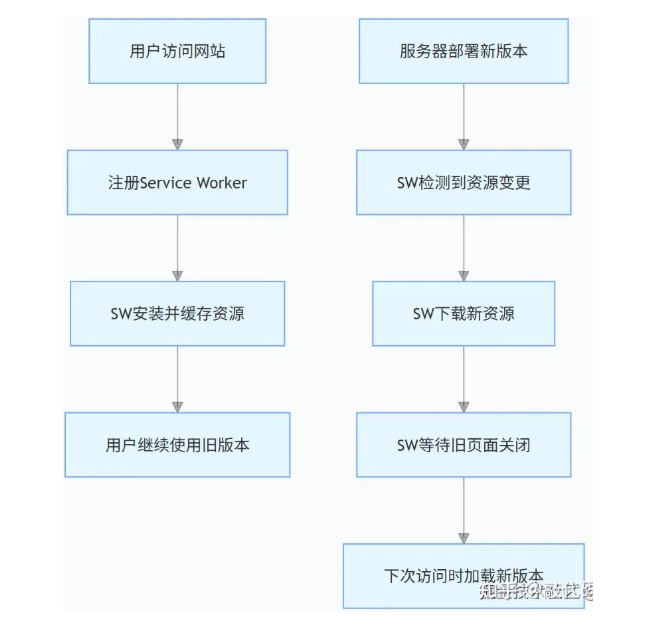 用户访问网站
注册Service Worker
SW安装并缓存资源
用户继续使用旧版本
服务器部署新版本
SW检测到资源变更
SW下载新资源
SW等待旧页面关闭
下次访问时加载新版本